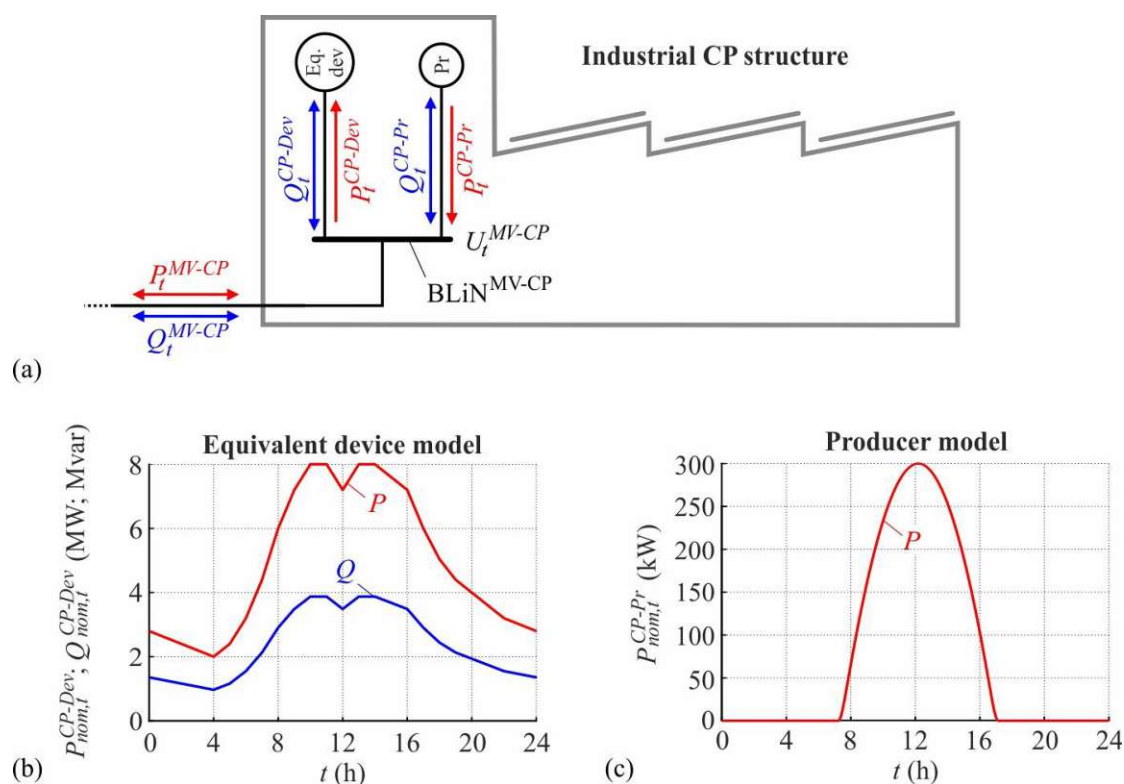 Industrial CP structure
Eq. dev
Pr
Q_t^{CP-Dev}
P_t^{CP-Dev}
Q_t^{CP-Pr}
P_t^{CP-Pr}
U_t^{MV-CP}
BLiN^{MV-CP}
P_t^{MV-CP}
Q_t^{MV-CP}
(a)
Equivalent device model
P_{nom,t}^{CP-Dev}; Q_{nom,t}^{CP-Dev} (MW; Mvar)
8
6
4
2
0
P
Q
0 4 8 12 16 20 24
t (h)
(b)
Producer model
P_{nom,t}^{CP-Pr} (kW)
300
250
200
150
100
50
0
P
0 4 8 12 16 20 24
t (h)
(c)